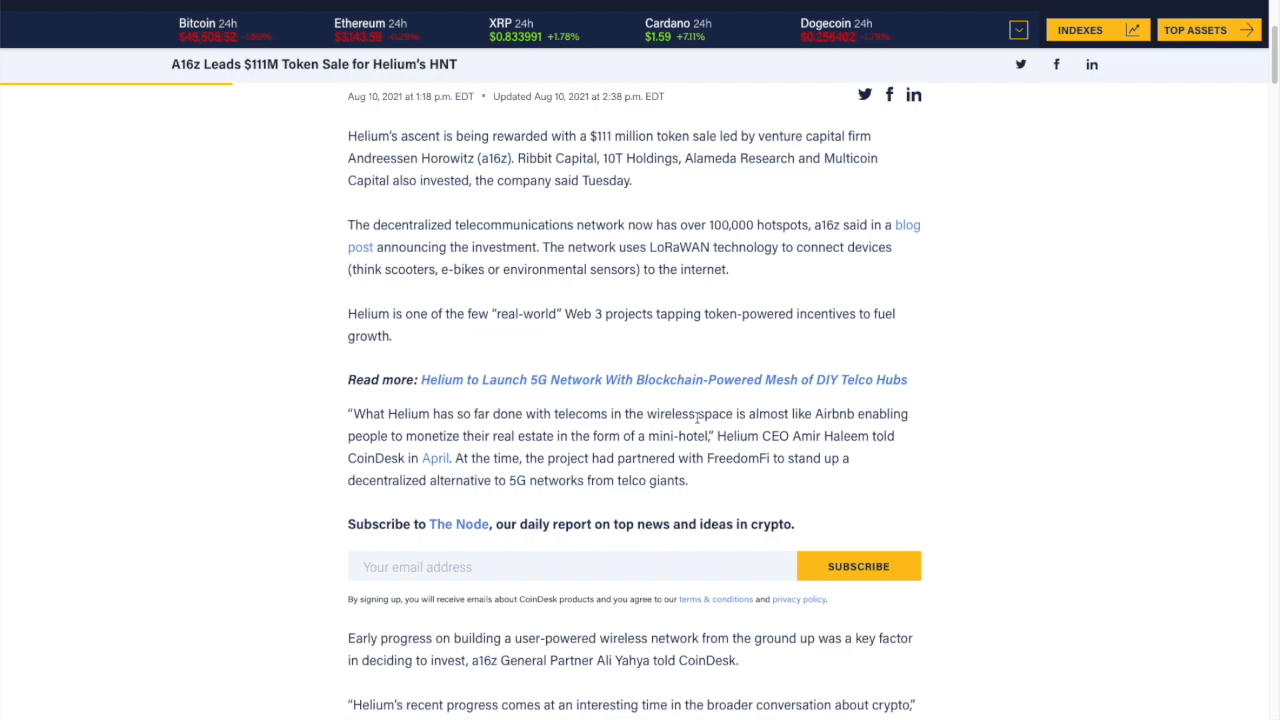 Bitcoin 24h
Ethereum 24h
XRP 24h
Cardano 24h
Dogecoin 24h
$0.833991 +1.78%
$1.59 +7.11%
INDEXES
TOP ASSETS
A16z Leads $111M Token Sale for Helium's HNT
Aug 10, 2021 at 1:18 p.m. EDT • Updated Aug 10, 2021 at 2:38 p.m. EDT
Helium's ascent is being rewarded with a $111 million token sale led by venture capital firm
Andreessen Horowitz (a16z). Ribbit Capital, 10T Holdings, Alameda Research and Multicoin
Capital also invested, the company said Tuesday.
The decentralized telecommunications network now has over 100,000 hotspots, a16z said in a blog
post announcing the investment. The network uses LoRaWAN technology to connect devices
(think scooters, e-bikes or environmental sensors) to the internet.
Helium is one of the few "real-world" Web 3 projects tapping token-powered incentives to fuel
growth.
Read more: Helium to Launch 5G Network With Blockchain-Powered Mesh of DIY Telco Hubs
"What Helium has so far done with telecoms in the wireless space is almost like Airbnb enabling
people to monetize their real estate in the form of a mini-hotel," Helium CEO Amir Haleem told
CoinDesk in April. At the time, the project had partnered with FreedomFi to stand up a
decentralized alternative to 5G networks from telco giants.
Subscribe to The Node, our daily report on top news and ideas in crypto.
Your email address
SUBSCRIBE
By signing up, you will receive emails about CoinDesk products and you agree to our terms & conditions and privacy policy.
Early progress on building a user-powered wireless network from the ground up was a key factor
in deciding to invest, a16z General Partner Ali Yahya told CoinDesk.
"Helium's recent progress comes at an interesting time in the broader conversation about crypto,"